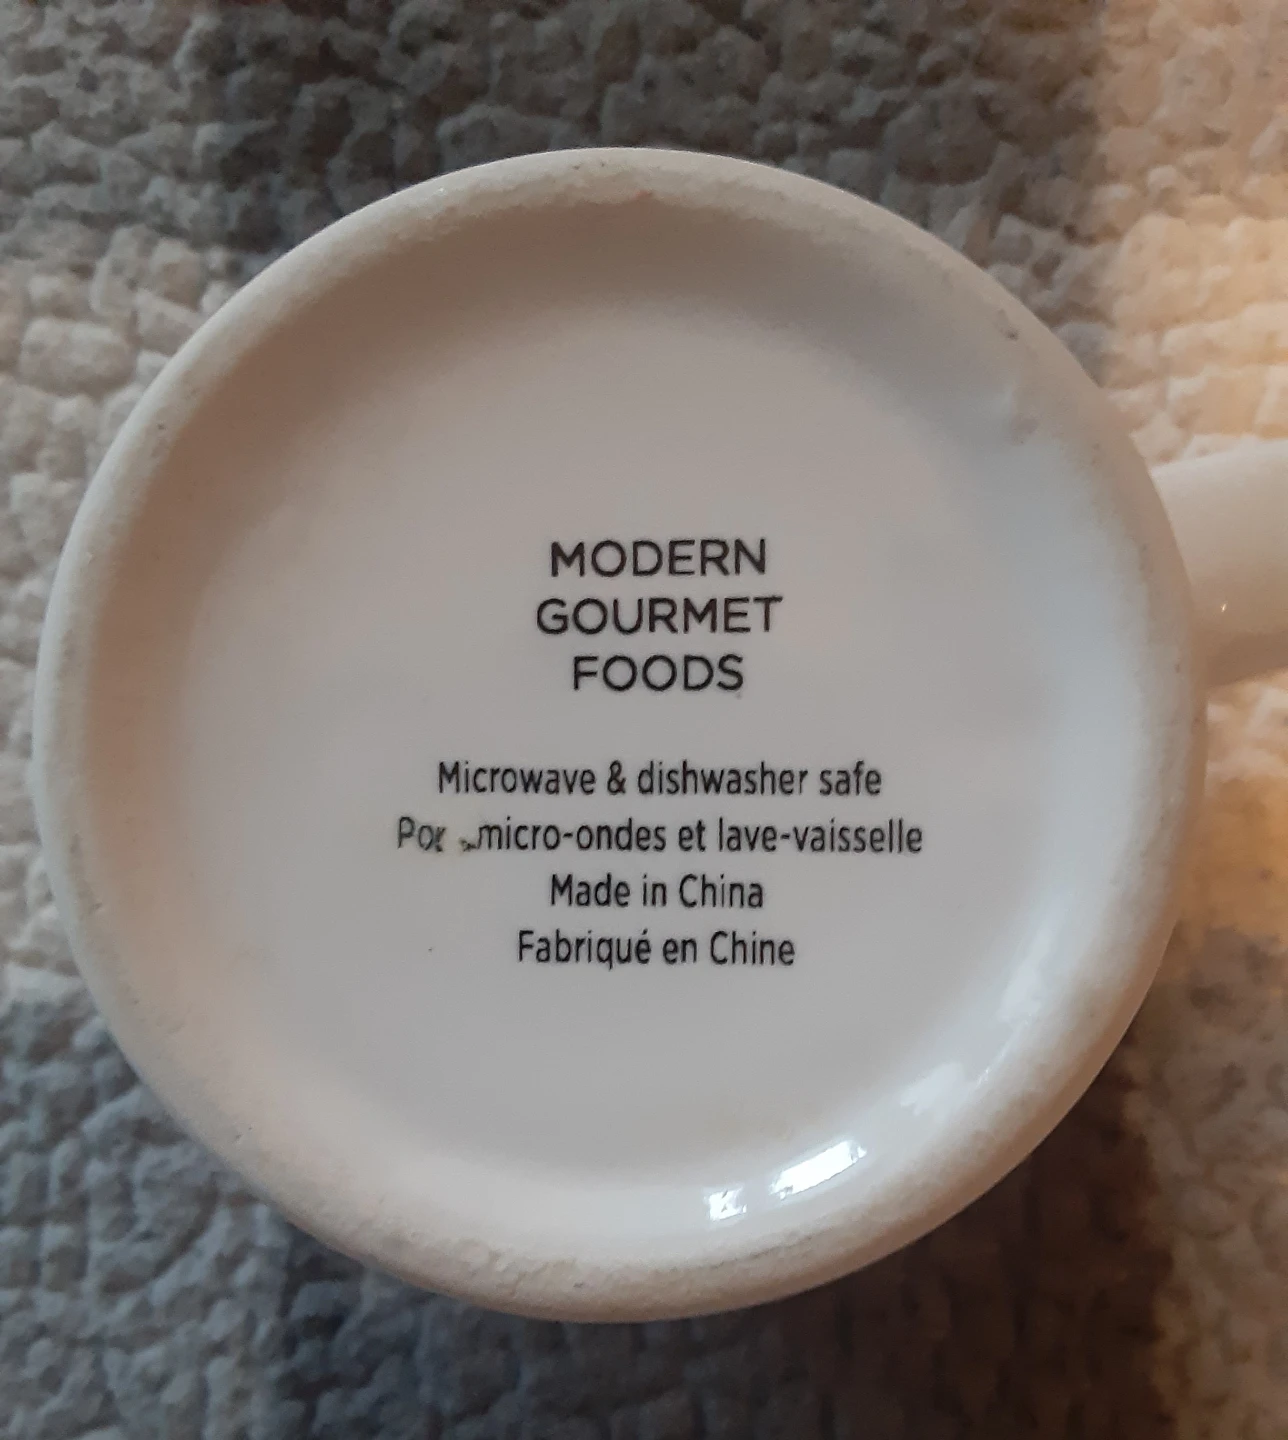 MODERN
GOURMET
FOODS
Microwave & dishwasher safe
micro-ondes et lave-vaisselle
Made in China
Fabriqué en Chine